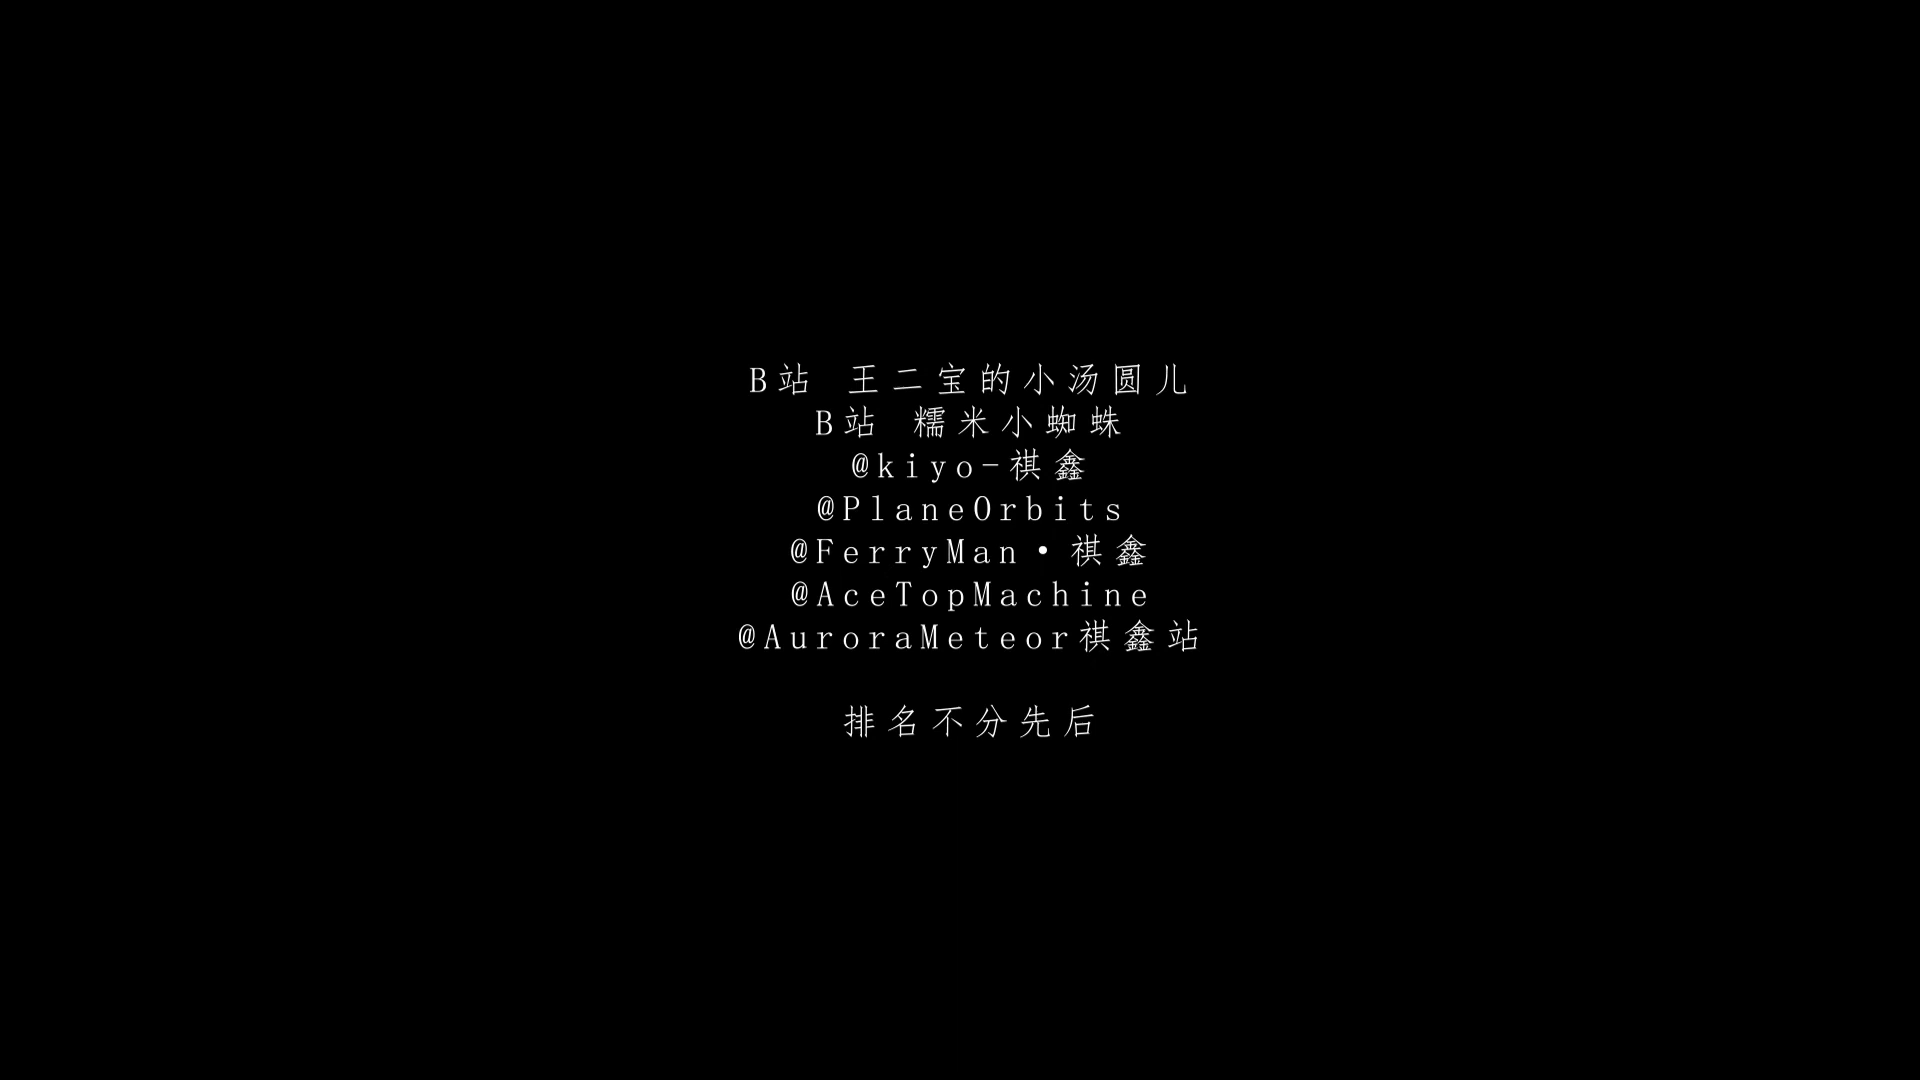 B站 王二宝的小汤圆儿
B站 糯米小蜘蛛
@kiyo-祺鑫
@PlaneOrbits
@FerryMan·祺鑫
@AceTopMachine
@AuroraMeteor祺鑫站
排名不分先后